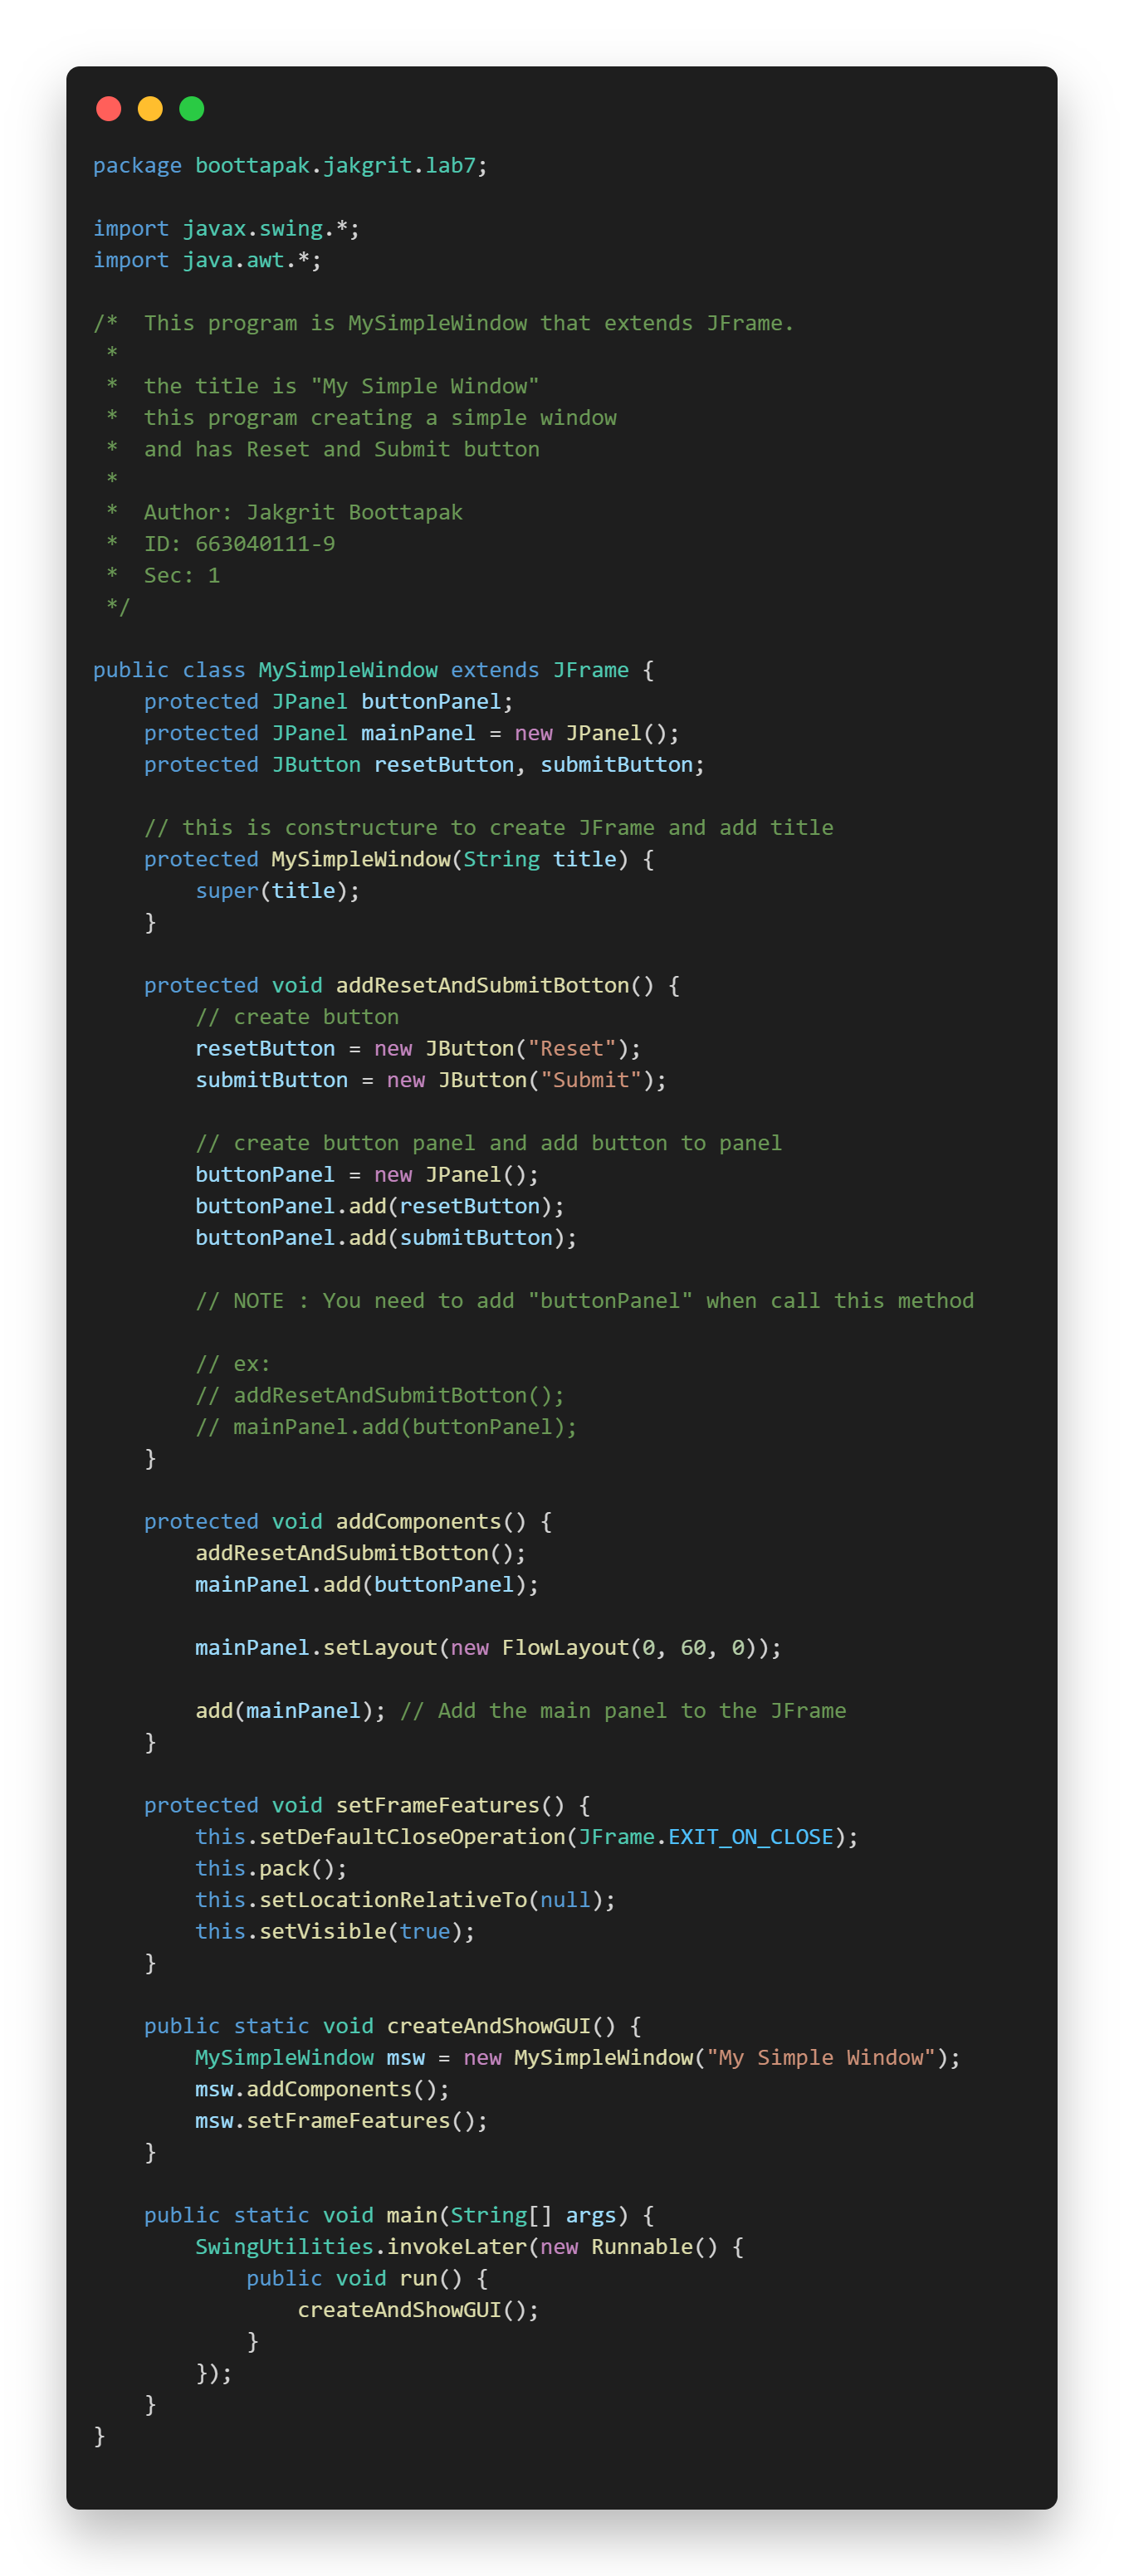 package boottapak.jakgrit.lab7;

import javax.swing.*;
import java.awt.*;

/*  This program is MySimpleWindow that extends JFrame.
 *
 *  the title is "My Simple Window"
 *  this program creating a simple window
 *  and has Reset and Submit button
 *
 *  Author: Jakgrit Boottapak
 *  ID: 663040111-9
 *  Sec: 1
 */

public class MySimpleWindow extends JFrame {
    protected JPanel buttonPanel;
    protected JPanel mainPanel = new JPanel();
    protected JButton resetButton, submitButton;

    // this is constructure to create JFrame and add title
    protected MySimpleWindow(String title) {
        super(title);
    }

    protected void addResetAndSubmitBotton() {
        // create button
        resetButton = new JButton("Reset");
        submitButton = new JButton("Submit");

        // create button panel and add button to panel
        buttonPanel = new JPanel();
        buttonPanel.add(resetButton);
        buttonPanel.add(submitButton);

        // NOTE : You need to add "buttonPanel" when call this method

        // ex:
        // addResetAndSubmitBotton();
        // mainPanel.add(buttonPanel);
    }

    protected void addComponents() {
        addResetAndSubmitBotton();
        mainPanel.add(buttonPanel);

        mainPanel.setLayout(new FlowLayout(0, 60, 0));

        add(mainPanel); // Add the main panel to the JFrame
    }

    protected void setFrameFeatures() {
        this.setDefaultCloseOperation(JFrame.EXIT_ON_CLOSE);
        this.pack();
        this.setLocationRelativeTo(null);
        this.setVisible(true);
    }

    public static void createAndShowGUI() {
        MySimpleWindow msw = new MySimpleWindow("My Simple Window");
        msw.addComponents();
        msw.setFrameFeatures();
    }

    public static void main(String[] args) {
        SwingUtilities.invokeLater(new Runnable() {
            public void run() {
                createAndShowGUI();
            }
        });
    }
}